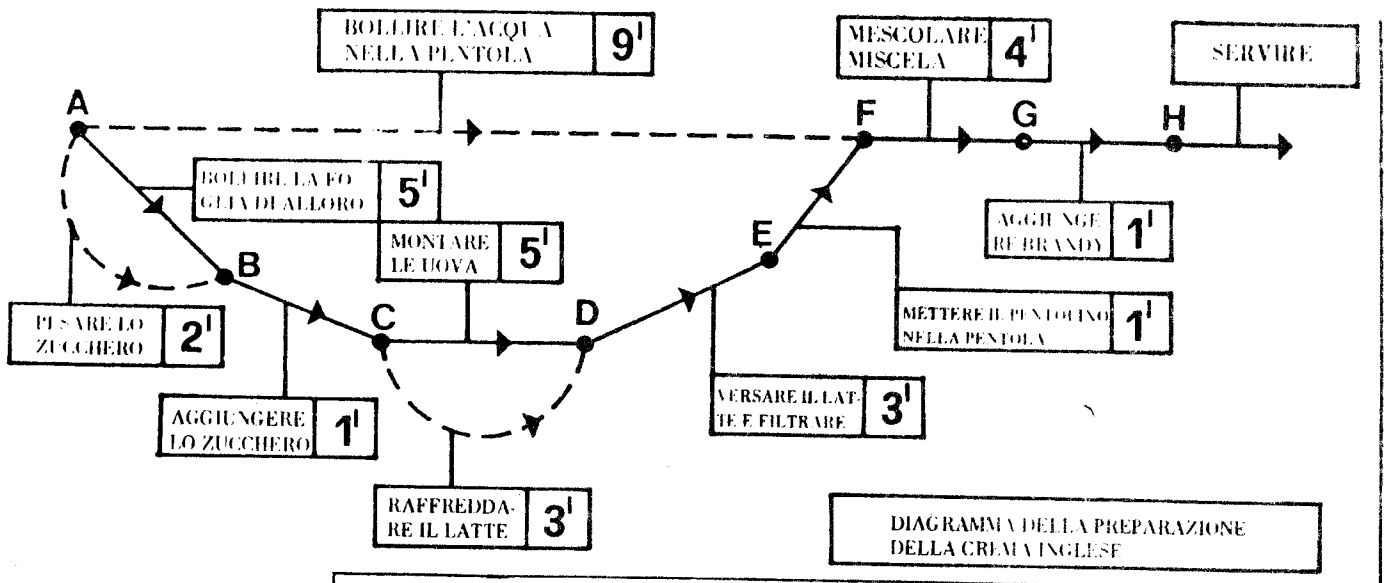 BOLLIRE L'ACQUA
NELLA PENTOLA
9'
MESCOLARE
MISCELA
4'
SERVIRE
A
F
G
H
BOLLIRE LA FO
GLIA DI ALLORO
5'
MONTARE
LE UOVA
5'
AGGIUNGE
RE BRANDY
1'
B
E
PESARE LO
ZUCCHERO
2'
C
D
METTERE IL PENTOLINO
NELLA PENTOLA
1'
AGGIUNGERE
LO ZUCCHERO
1'
VERSARE IL LAT-
TE E FILTRARE
3'
RAFFREDDA-
RE IL LATTE
3'
DIAGRAMMA DELLA PREPARAZIONE
DELLA CREMA INGLESE